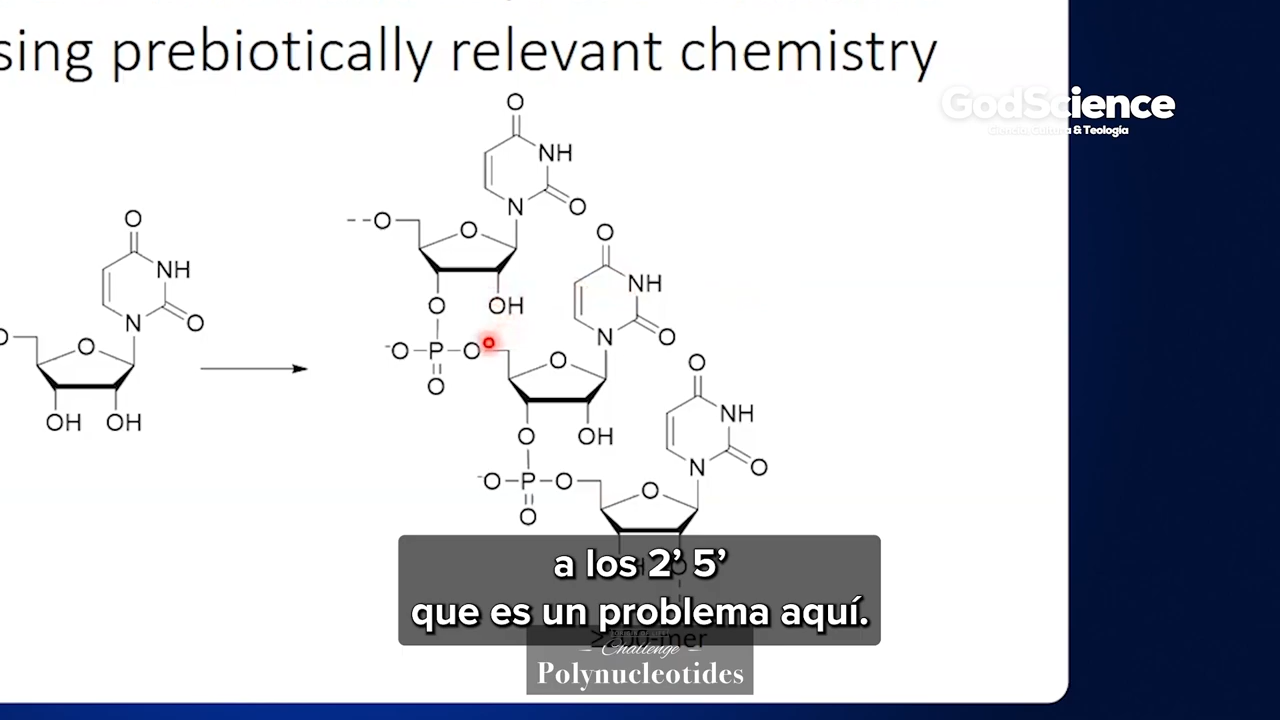 sing prebiotically relevant chemistry
GodScience
Ciencia, Cultura & Teología
O
NH
O
N
O
O
OH OH
O
NH
O
N
--O
O
O
OH
-O P O
O
O
NH
O
N
O
O
OH
-O P O
O
O
NH
O
N
O
a los 2’ 5’
que es un problema aquí.
Challenge
Polynucleotides